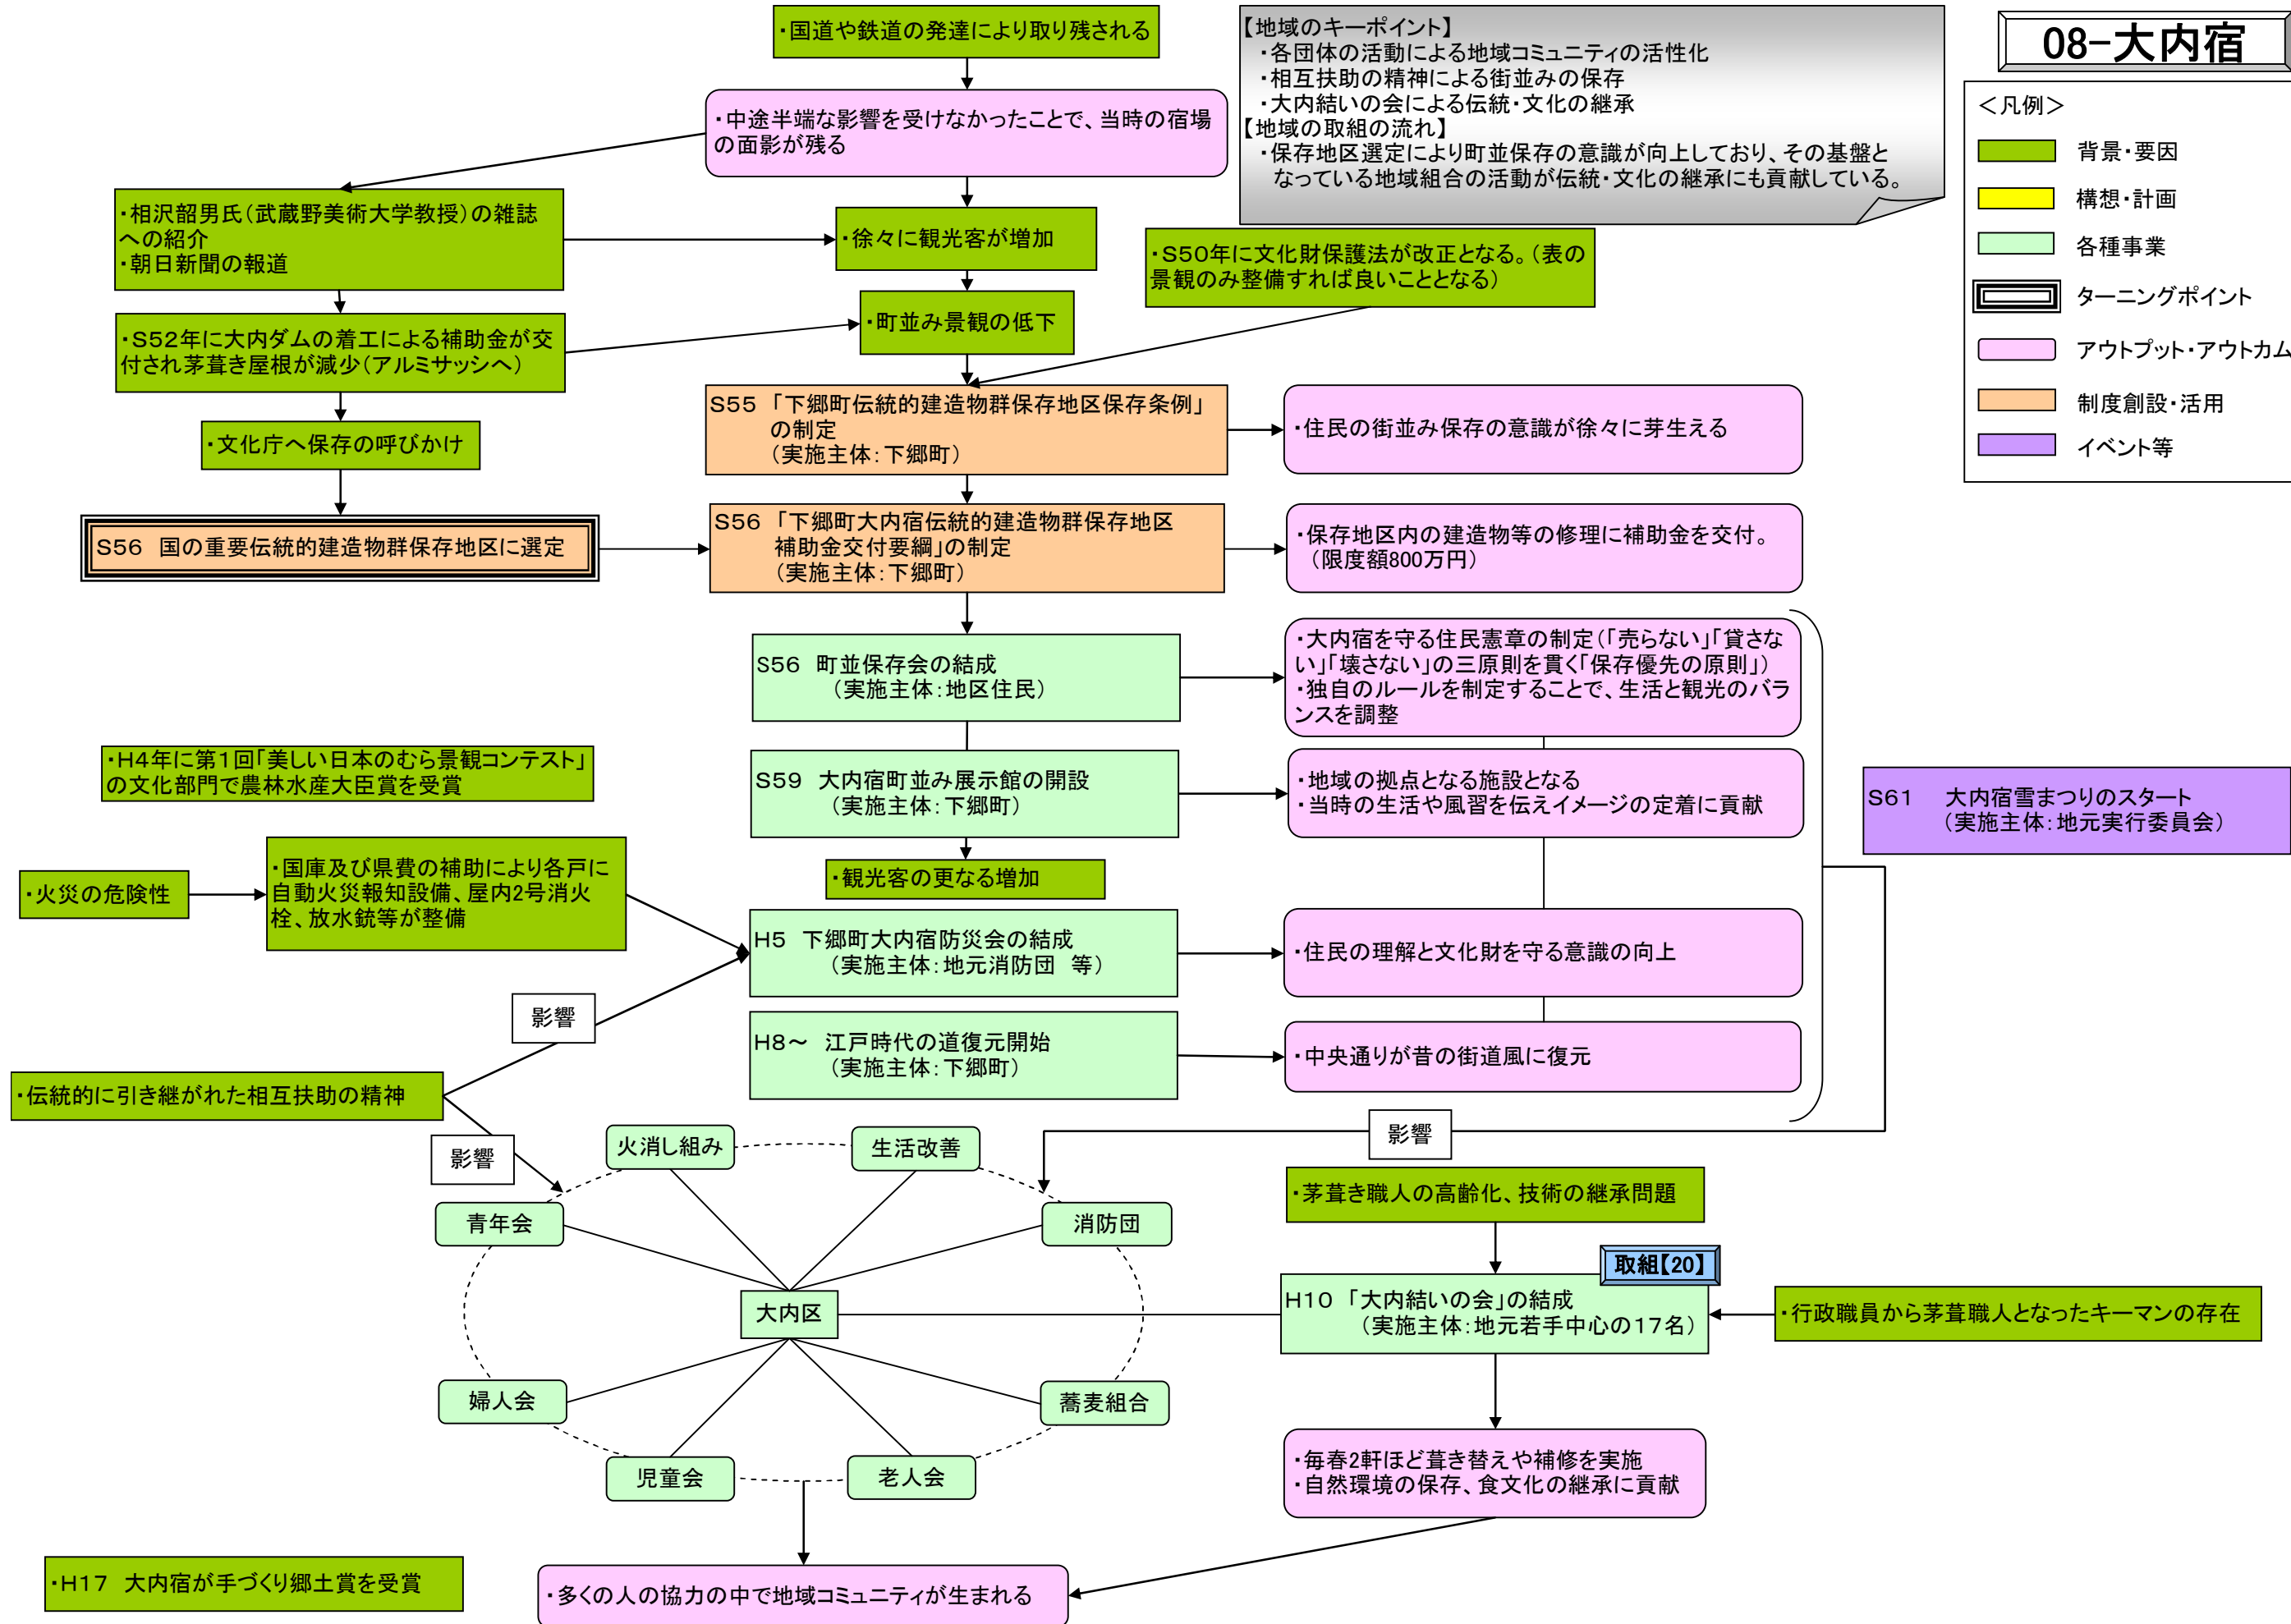 08-大内宿
・国道や鉄道の発達により取り残される
【地域のキーポイント】
・各団体の活動による地域コミュニティの活性化
・相互扶助の精神による街並みの保存
・大内結いの会による伝統・文化の継承
【地域の取組の流れ】
・保存地区選定により町並保存の意識が向上しており、その基盤と
なっている地域組合の活動が伝統・文化の継承にも貢献している。
＜凡例＞
背景・要因
構想・計画
各種事業
ターニングポイント
アウトプット・アウトカム
制度創設・活用
イベント等
・中途半端な影響を受けなかったことで、当時の宿場
の面影が残る
・相沢韶男氏（武蔵野美術大学教授）の雑誌
への紹介
・朝日新聞の報道
・徐々に観光客が増加
・S50年に文化財保護法が改正となる。（表の
景観のみ整備すれば良いこととなる）
・S52年に大内ダムの着工による補助金が交
付され茅葺き屋根が減少（アルミサッシへ）
・町並み景観の低下
・文化庁へ保存の呼びかけ
S55 「下郷町伝統的建造物群保存地区保存条例」
の制定
（実施主体：下郷町）
・住民の街並み保存の意識が徐々に芽生える
S56 国の重要伝統的建造物群保存地区に選定
S56 「下郷町大内宿伝統的建造物群保存地区
補助金交付要綱」の制定
（実施主体：下郷町）
・保存地区内の建造物等の修理に補助金を交付。
（限度額800万円）
S56 町並保存会の結成
（実施主体：地区住民）
・大内宿を守る住民憲章の制定（「売らない」「貸さな
い」「壊さない」の三原則を貫く「保存優先の原則」）
・独自のルールを制定することで、生活と観光のバラ
ンスを調整
・H4年に第1回「美しい日本のむら景観コンテスト」
の文化部門で農林水産大臣賞を受賞
S59 大内宿町並み展示館の開設
（実施主体：下郷町）
・地域の拠点となる施設となる
・当時の生活や風習を伝えイメージの定着に貢献
S61 大内宿雪まつりのスタート
（実施主体：地元実行委員会）
・火災の危険性
・国庫及び県費の補助により各戸に
自動火災報知設備、屋内2号消火
栓、放水銃等が整備
・観光客の更なる増加
H5 下郷町大内宿防災会の結成
（実施主体：地元消防団 等）
・住民の理解と文化財を守る意識の向上
影響
H8～ 江戸時代の道復元開始
（実施主体：下郷町）
・中央通りが昔の街道風に復元
・伝統的に引き継がれた相互扶助の精神
影響
影響
火消し組み
生活改善
青年会
消防団
大内区
婦人会
蕎麦組合
児童会
老人会
・茅葺き職人の高齢化、技術の継承問題
取組【20】
H10 「大内結いの会」の結成
（実施主体：地元若手中心の17名）
・行政職員から茅葺職人となったキーマンの存在
・毎春2軒ほど葺き替えや補修を実施
・自然環境の保存、食文化の継承に貢献
・H17 大内宿が手づくり郷土賞を受賞
・多くの人の協力の中で地域コミュニティが生まれる